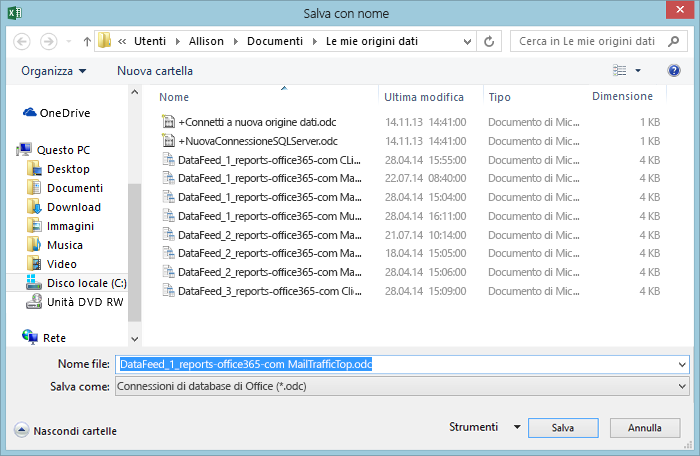 Salva con nome
« Utenti Allison Documenti Le mie origini dati Cerca in Le mie origini dati
Organizza Nuova cartella
Nome Ultima modifica Tipo Dimensione
OneDrive
Questo PC
Desktop
Documenti
Download
Immagini
Musica
Video
Disco locale (C:)
Unità DVD RW
Rete
+Connetti a nuova origine dati.odc 14.11.13 14:41:00 Documento di Mic... 1 KB
+NuovaConnessioneSQLServer.odc 14.11.13 14:41:00 Documento di Mic... 1 KB
DataFeed_1_reports-office365-com CLi... 28.04.14 15:55:00 Documento di Mic... 4 KB
DataFeed_1_reports-office365-com Ma... 22.07.14 08:40:00 Documento di Mic... 4 KB
DataFeed_1_reports-office365-com Ma... 28.04.14 15:04:00 Documento di Mic... 4 KB
DataFeed_1_reports-office365-com Mu... 28.04.14 16:11:00 Documento di Mic... 4 KB
DataFeed_2_reports-office365-com Ma... 21.07.14 10:14:00 Documento di Mic... 4 KB
DataFeed_2_reports-office365-com Ma... 18.04.14 15:05:00 Documento di Mic... 4 KB
DataFeed_2_reports-office365-com Ma... 28.04.14 15:06:00 Documento di Mic... 4 KB
DataFeed_3_reports-office365-com Cli... 28.04.14 15:09:00 Documento di Mic... 4 KB
Nome file: DataFeed_1_reports-office365-com MailTrafficTop.odc
Salva come: Connessioni di database di Office (*.odc)
Nascondi cartelle Strumenti Salva Annulla